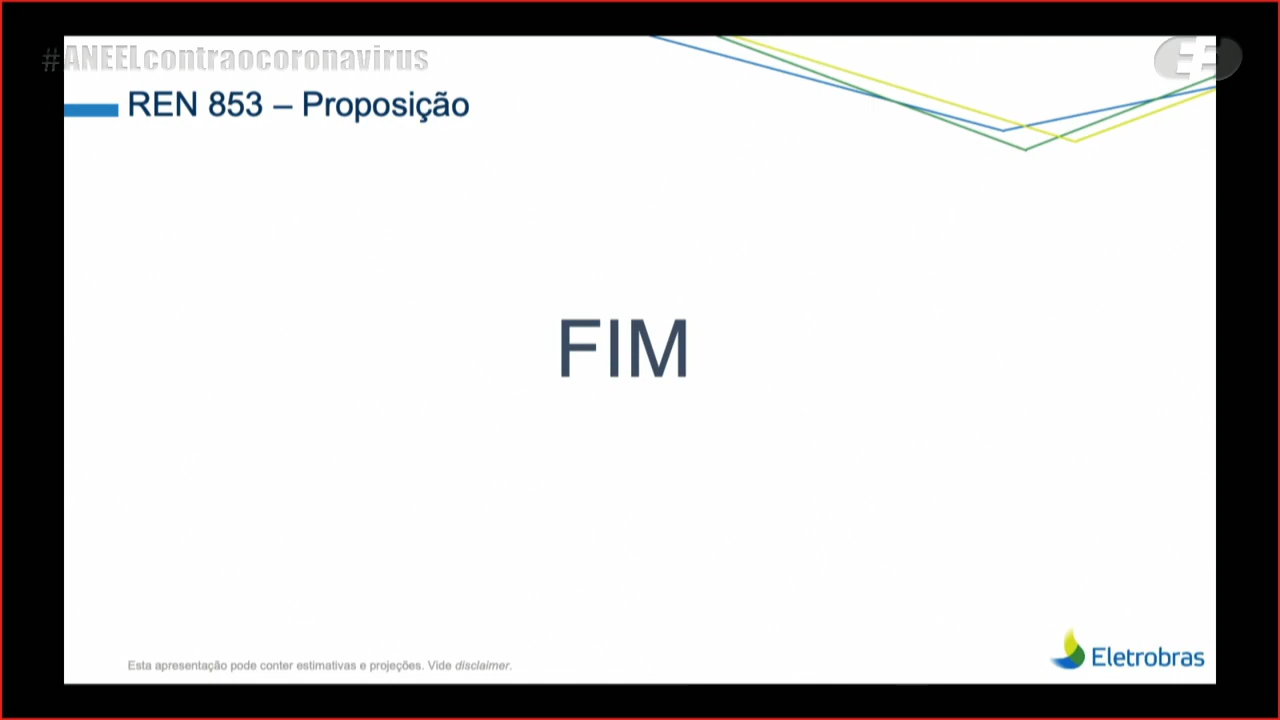 #ANEELcontraocoronavirus
REN 853 – Proposição
FIM
Esta apresentação pode conter estimativas e projeções. Vide disclaimer.
Eletrobras